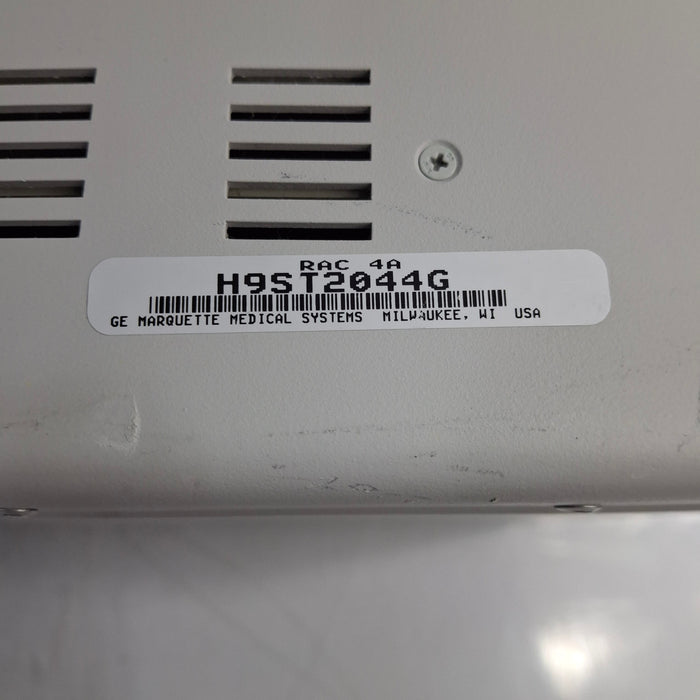 RAC 4A
H9ST2044G
GE MARQUETTE MEDICAL SYSTEMS MILWAUKEE, WI USA